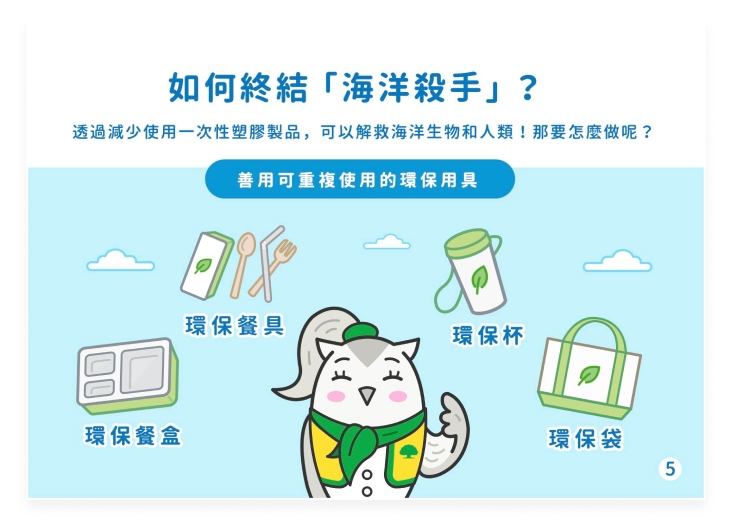 如何終結「海洋殺手」？
透過減少使用一次性塑膠製品，可以解救海洋生物和人類！那要怎麼做呢？
善用可重複使用的環保用具
環保餐具
環保杯
環保餐盒
環保袋
5